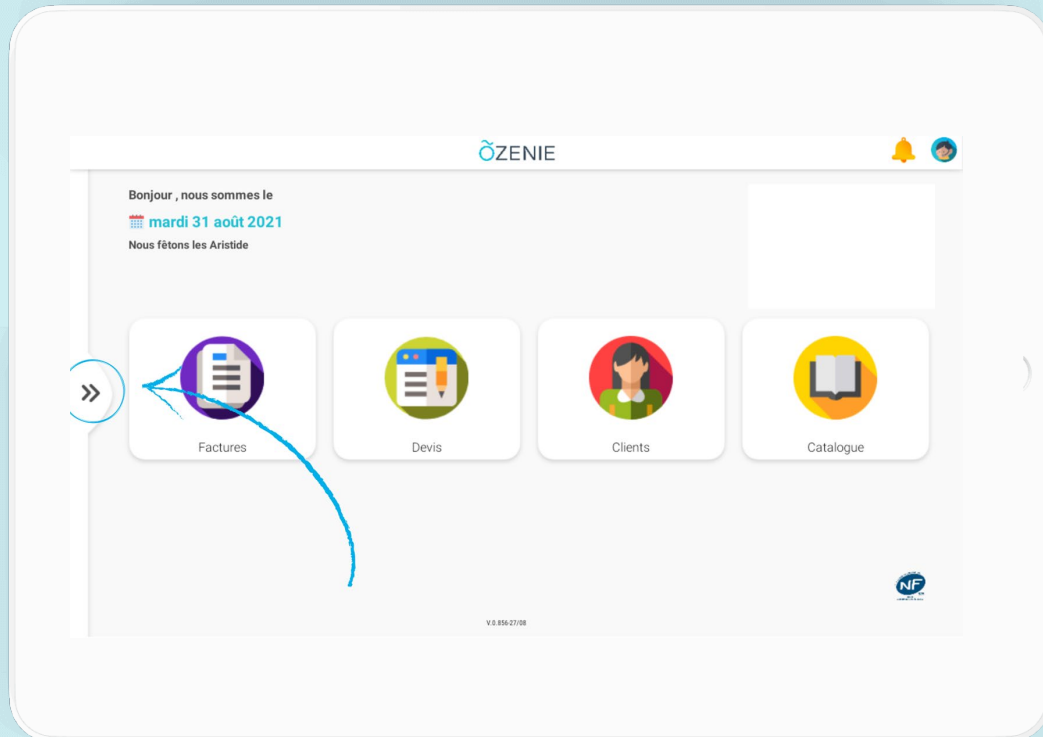 ÕZENIE
Bonjour , nous sommes le
mardi 31 août 2021
Nous fêtons les Aristide
Factures
Devis
Clients
Catalogue
NF
V.0.856-27/08